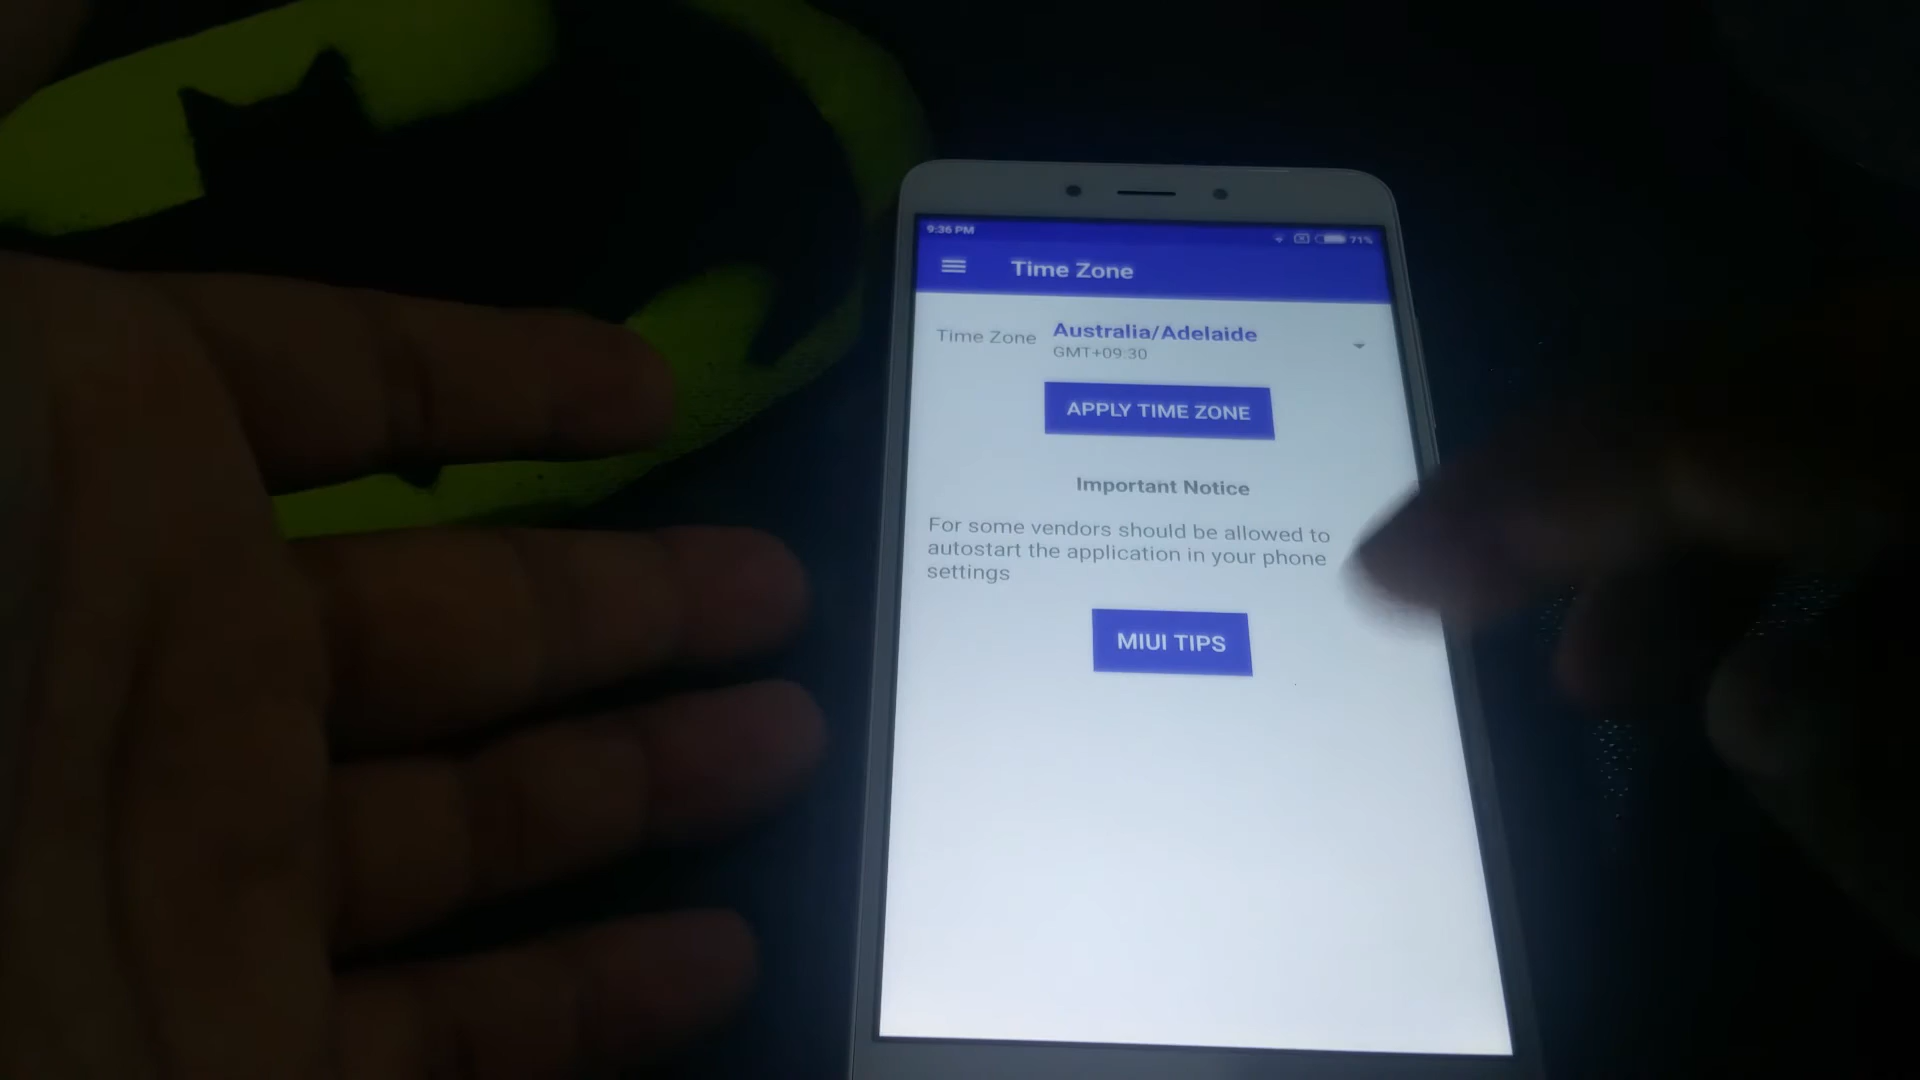 9:36 PM
71%
Time Zone
Time Zone
Australia/Adelaide
GMT+09:30
APPLY TIME ZONE
Important Notice
For some vendors should be allowed to
autostart the application in your phone
settings
MIUI TIPS